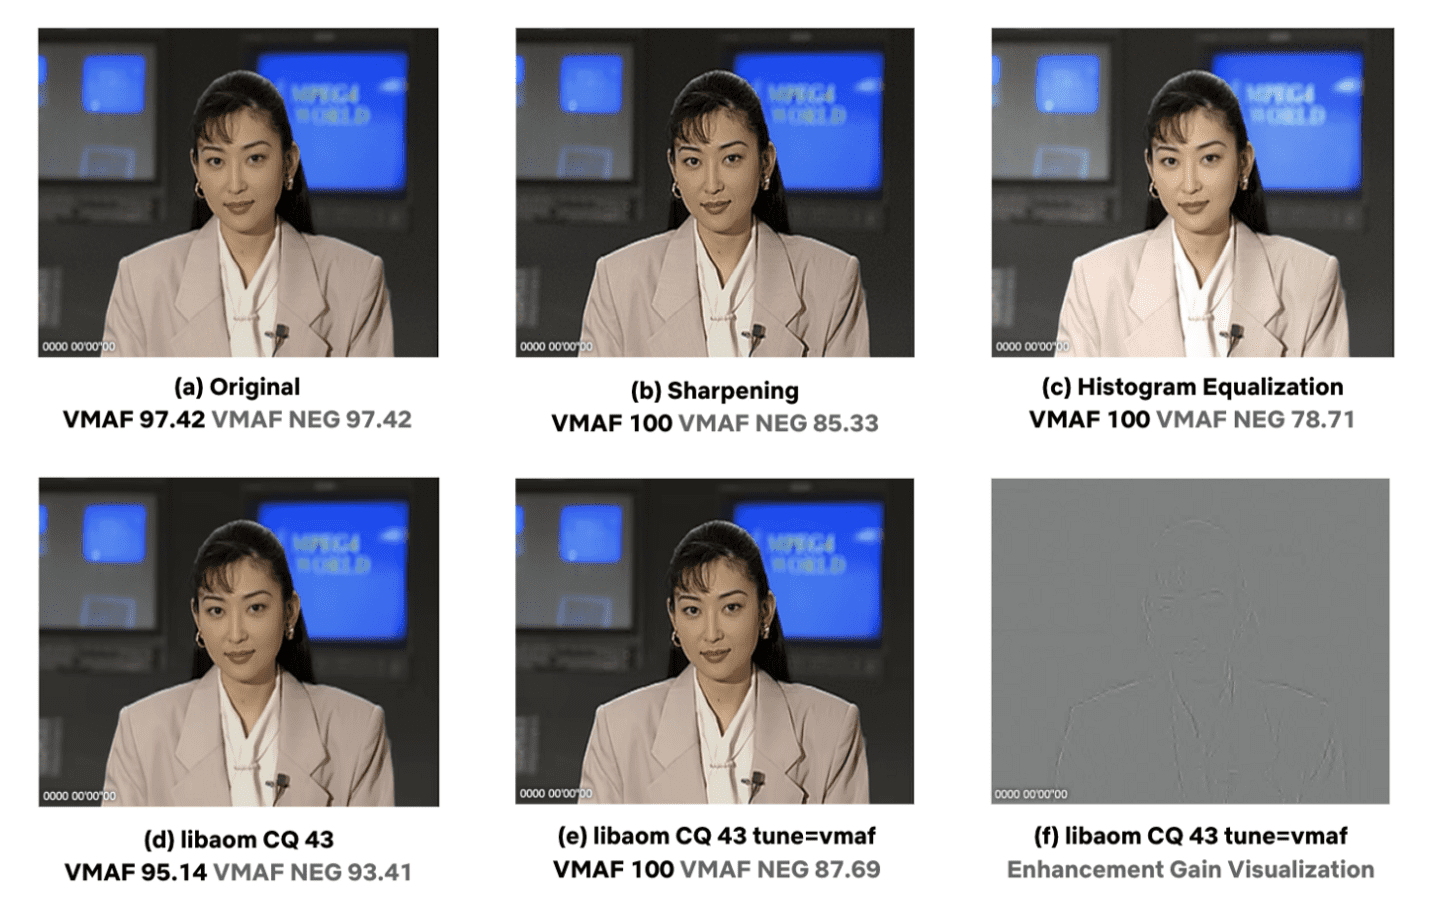 MPEG4
WORLD
0000 00'00"00
MPEG4
WORLD
0000 00'00"00
MPEG4
WORLD
0000 00'00"00
(a) Original
VMAF 97.42 VMAF NEG 97.42
(b) Sharpening
VMAF 100 VMAF NEG 85.33
(c) Histogram Equalization
VMAF 100 VMAF NEG 78.71
MPEG4
WORLD
0000 00'00"00
MPEG4
WORLD
0000 00'00"00
0000 00'00"00
(d) libaom CQ 43
VMAF 95.14 VMAF NEG 93.41
(e) libaom CQ 43 tune=vmaf
VMAF 100 VMAF NEG 87.69
(f) libaom CQ 43 tune=vmaf
Enhancement Gain Visualization